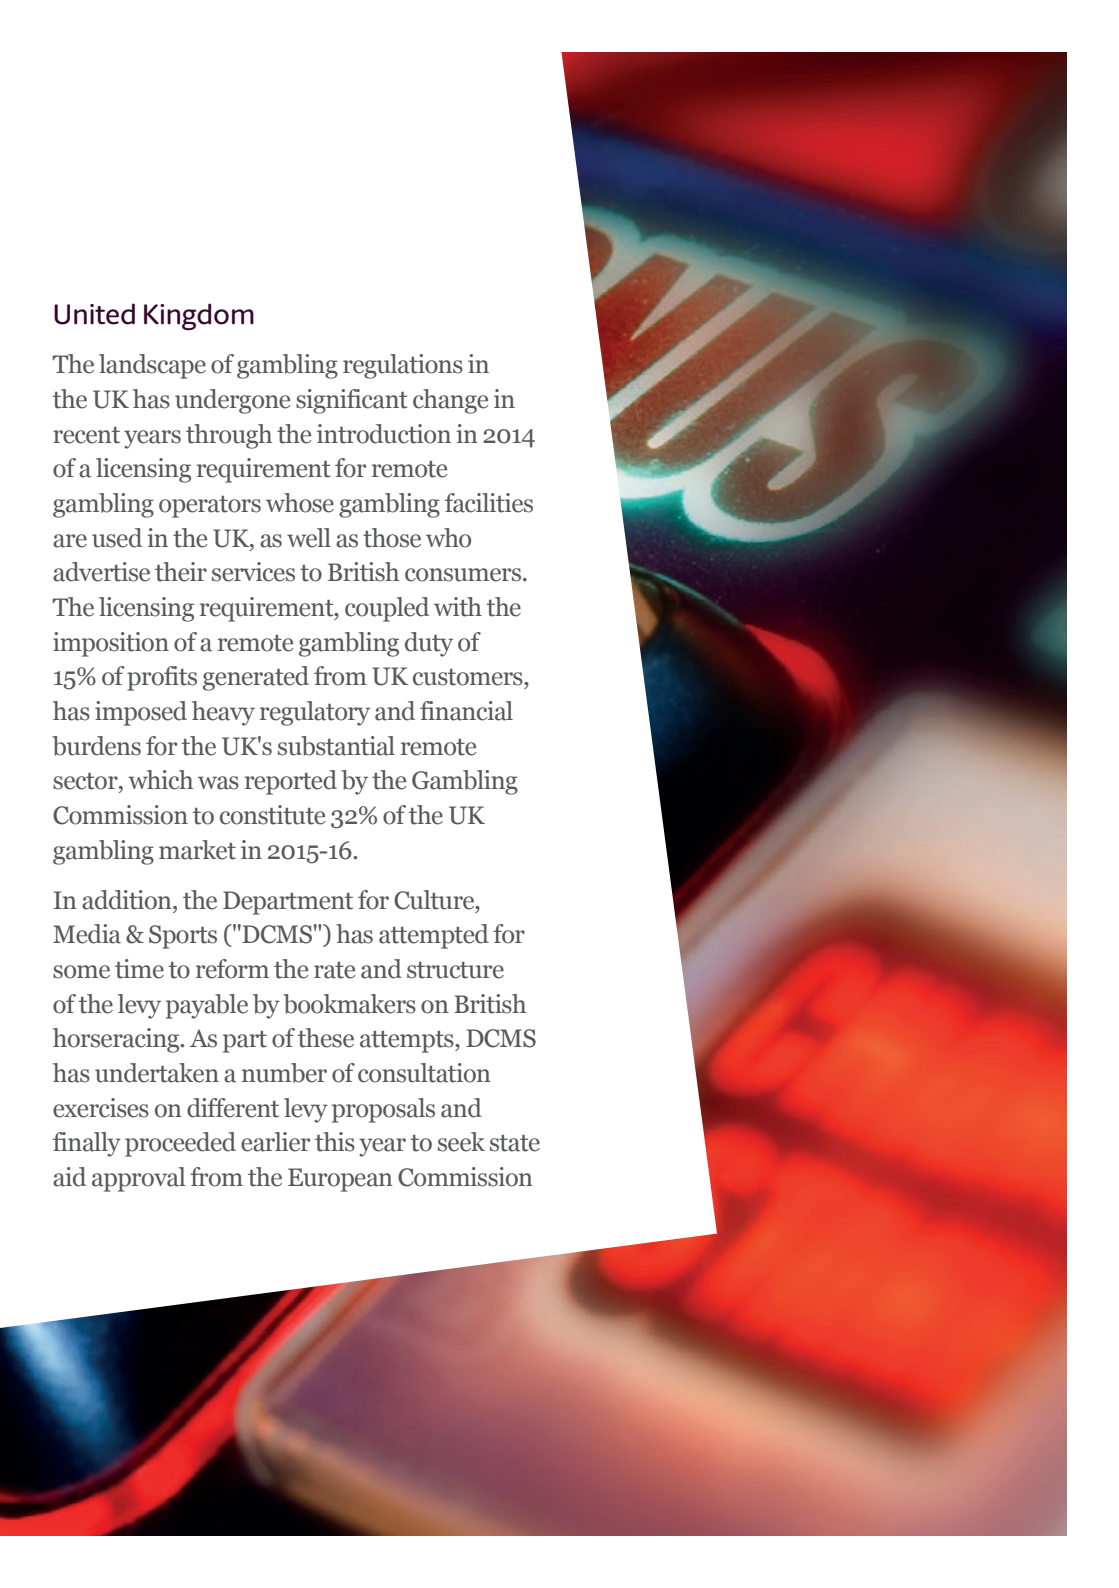 United Kingdom
The landscape of gambling regulations in
the UK has undergone significant change in
recent years through the introduction in 2014
of a licensing requirement for remote
gambling operators whose gambling facilities
are used in the UK, as well as those who
advertise their services to British consumers.
The licensing requirement, coupled with the
imposition of a remote gambling duty of
15% of profits generated from UK customers,
has imposed heavy regulatory and financial
burdens for the UK's substantial remote
sector, which was reported by the Gambling
Commission to constitute 32% of the UK
gambling market in 2015-16.
In addition, the Department for Culture,
Media & Sports ("DCMS") has attempted for
some time to reform the rate and structure
of the levy payable by bookmakers on British
horseracing. As part of these attempts, DCMS
has undertaken a number of consultation
exercises on different levy proposals and
finally proceeded earlier this year to seek state
aid approval from the European Commission